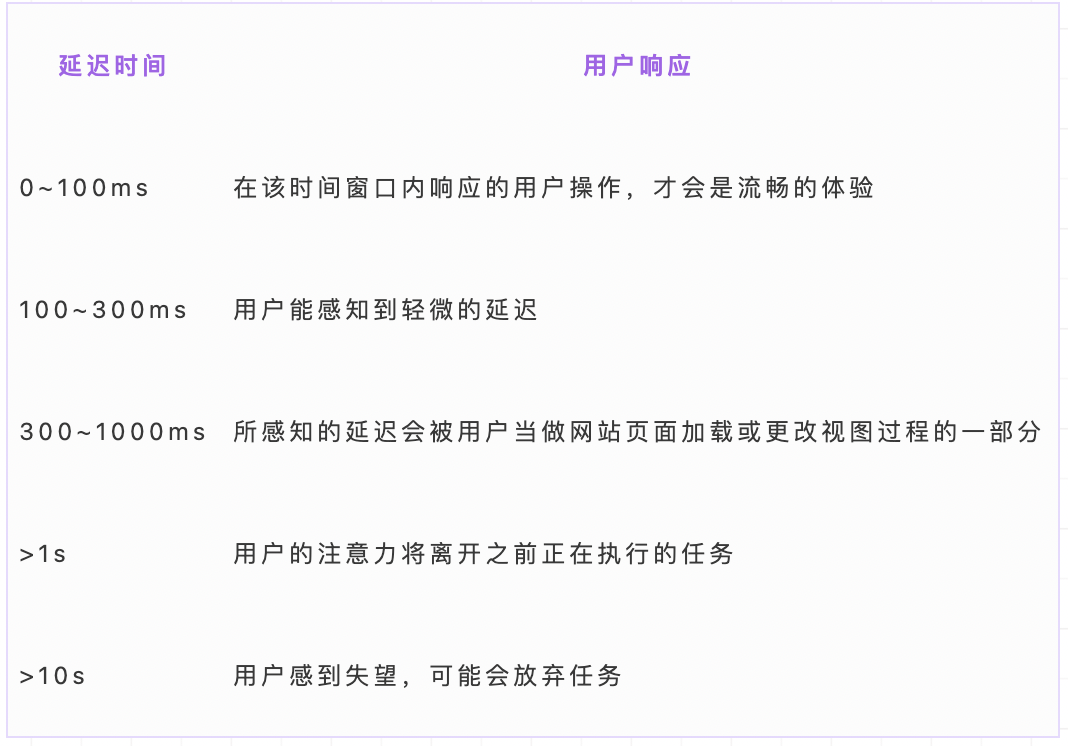 延迟时间 用户响应
0~100ms 在该时间窗口内响应的用户操作，才会是流畅的体验
100~300ms 用户能感知到轻微的延迟
300~1000ms 所感知的延迟会被用户当做网站页面加载或更改视图过程的一部分
>1s 用户的注意力将离开之前正在执行的任务
>10s 用户感到失望，可能会放弃任务